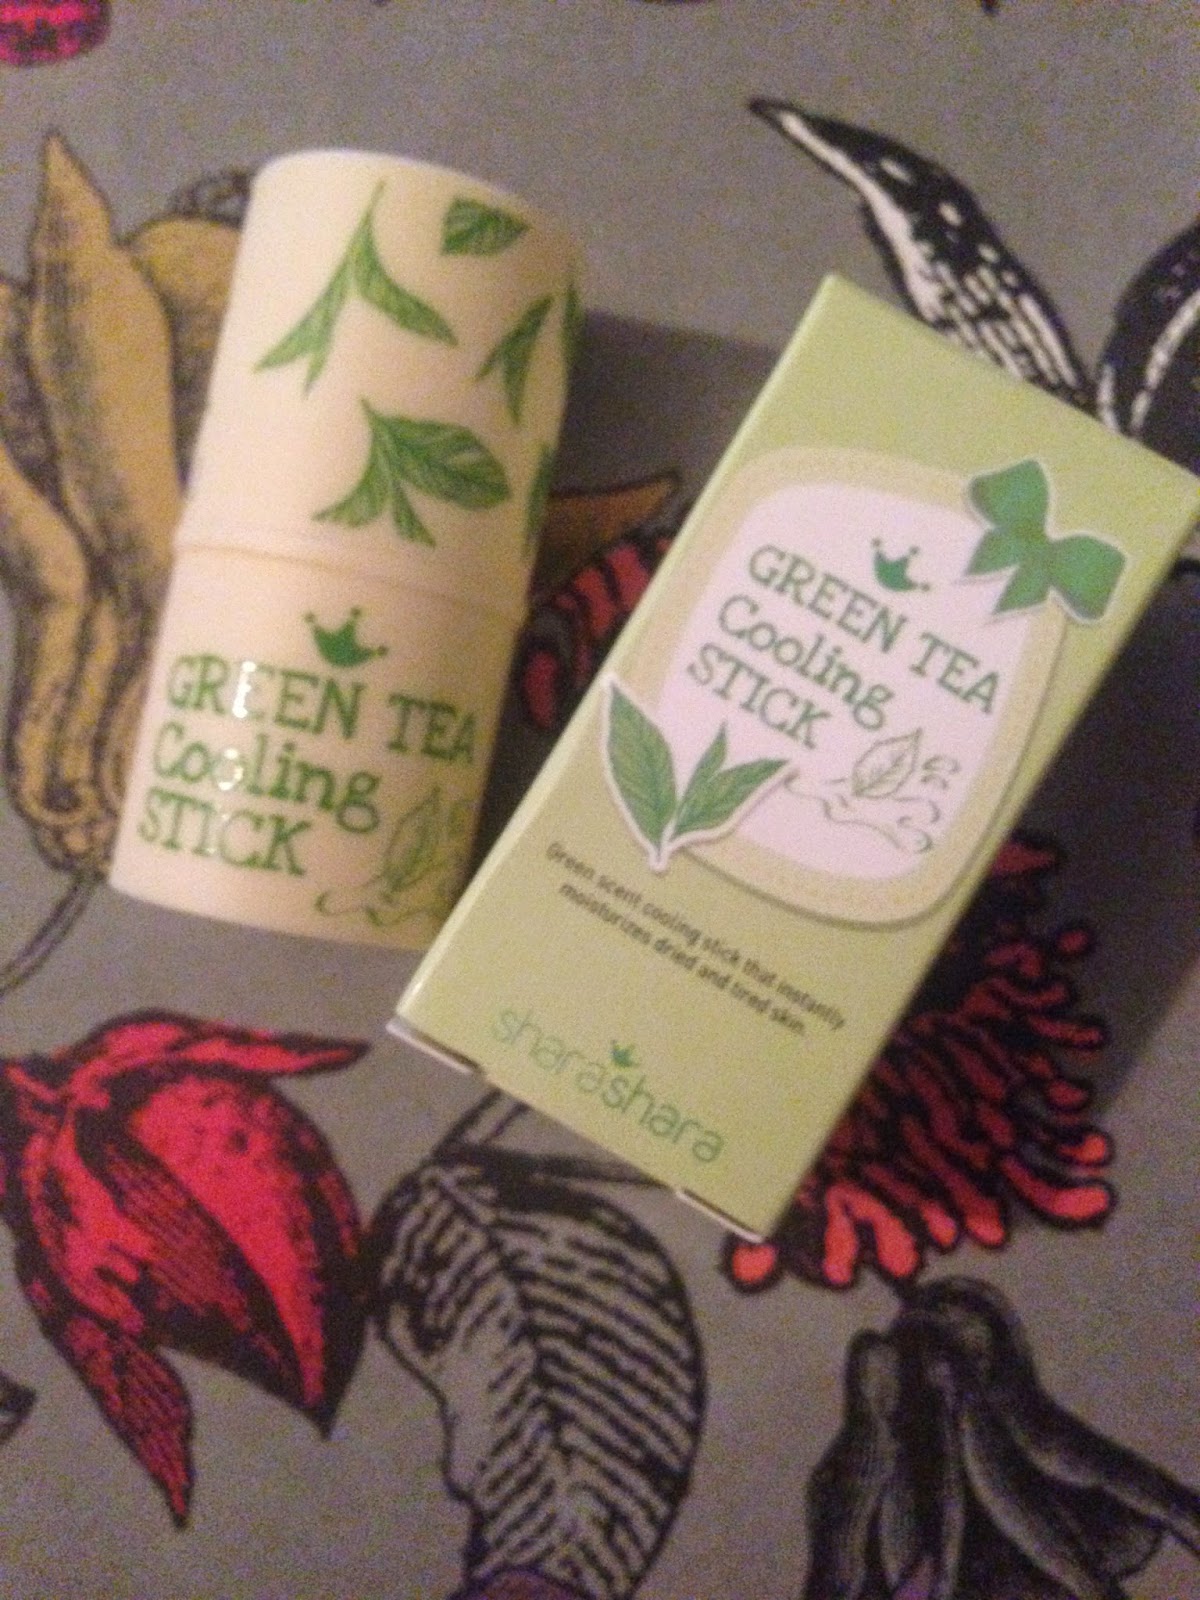 GREEN TEA
Cooling
STICK
GREEN TEA
Cooling
STICK
Green scent cooling stick that instantly
moisturizes dried and tired skin.
sharashara